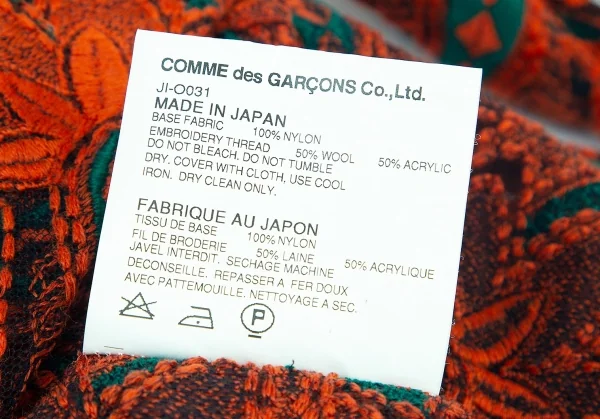 COMME des GARÇONS Co.,Ltd.
JI-O031
MADE IN JAPAN
BASE FABRIC 100% NYLON
EMBROIDERY THREAD 50% WOOL 50% ACRYLIC
DO NOT BLEACH. DO NOT TUMBLE
DRY. COVER WITH CLOTH, USE COOL
IRON. DRY CLEAN ONLY.
FABRIQUE AU JAPON
TISSU DE BASE 100% NYLON
FIL DE BRODERIE 50% LAINE 50% ACRYLIQUE
JAVEL INTERDIT. SECHAGE MACHINE
DECONSEILLE. REPASSER A FER DOUX
AVEC PATTEMOUILLE. NETTOYAGE A SEC.
P